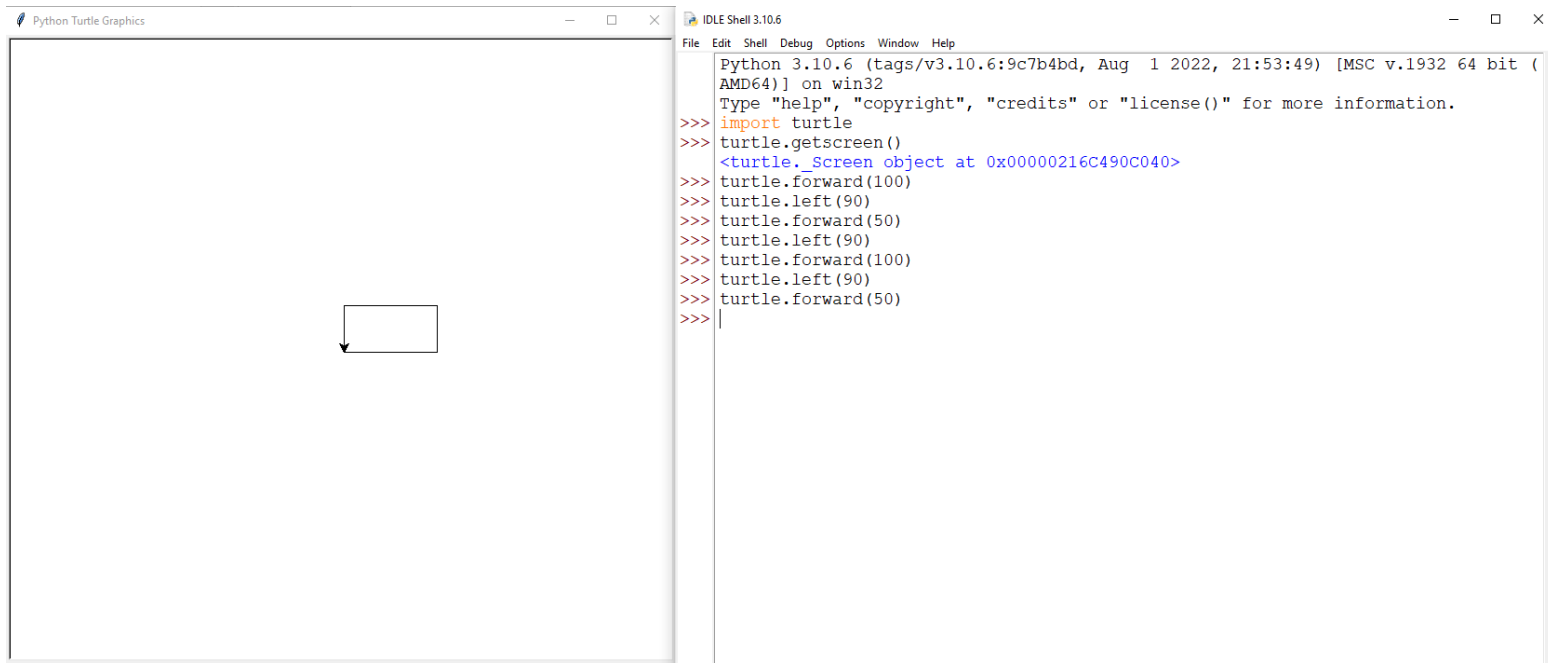 Python Turtle Graphics
IDLE Shell 3.10.6
File Edit Shell Debug Options Window Help
Python 3.10.6 (tags/v3.10.6:9c7b4bd, Aug  1 2022, 21:53:49) [MSC v.1932 64 bit (
AMD64)] on win32
Type "help", "copyright", "credits" or "license()" for more information.
>>> import turtle
>>> turtle.getscreen()
<turtle._Screen object at 0x00000216C490C040>
>>> turtle.forward(100)
>>> turtle.left(90)
>>> turtle.forward(50)
>>> turtle.left(90)
>>> turtle.forward(100)
>>> turtle.left(90)
>>> turtle.forward(50)
>>>